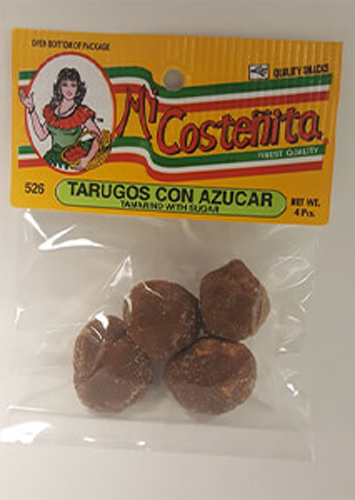 OPEN BOTTOM OF PACKAGE
QUALITY SNACKS
Mi Costeñita
FINEST QUALITY
526
TARUGOS CON AZUCAR
TAMARIND WITH SUGAR
NET WT.
4 Pcs.